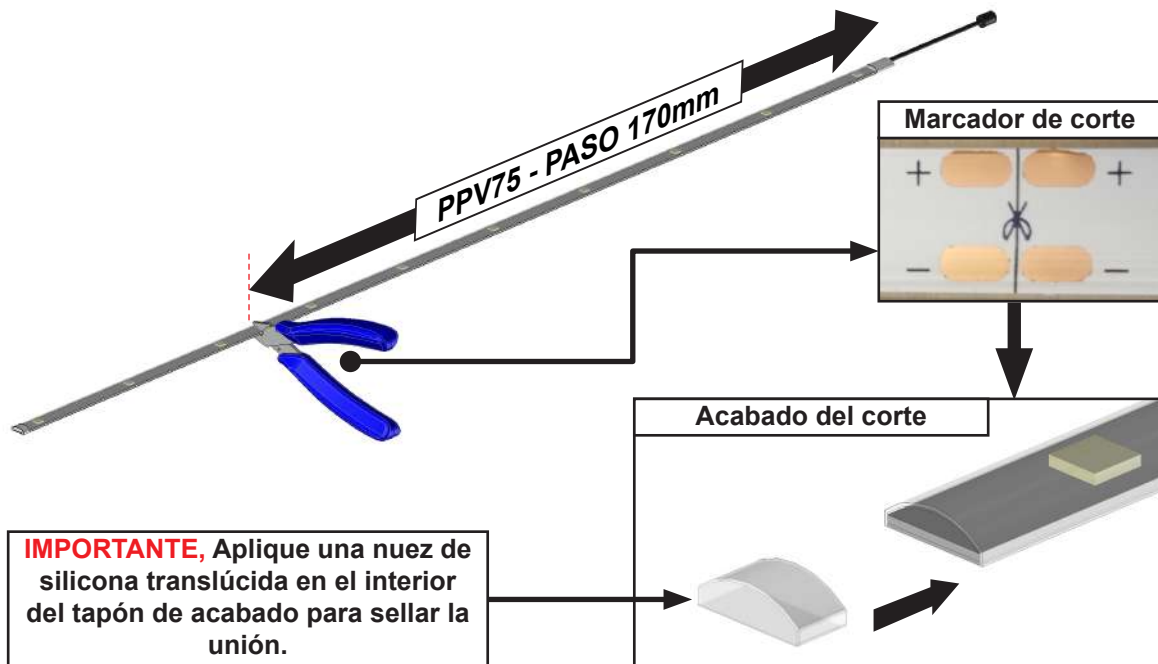 PPV75 - PASO 170mm
Marcador de corte
+ +
- -
Acabado del corte
IMPORTANTE, Aplique una nuez de
silicona translúcida en el interior
del tapón de acabado para sellar la
unión.